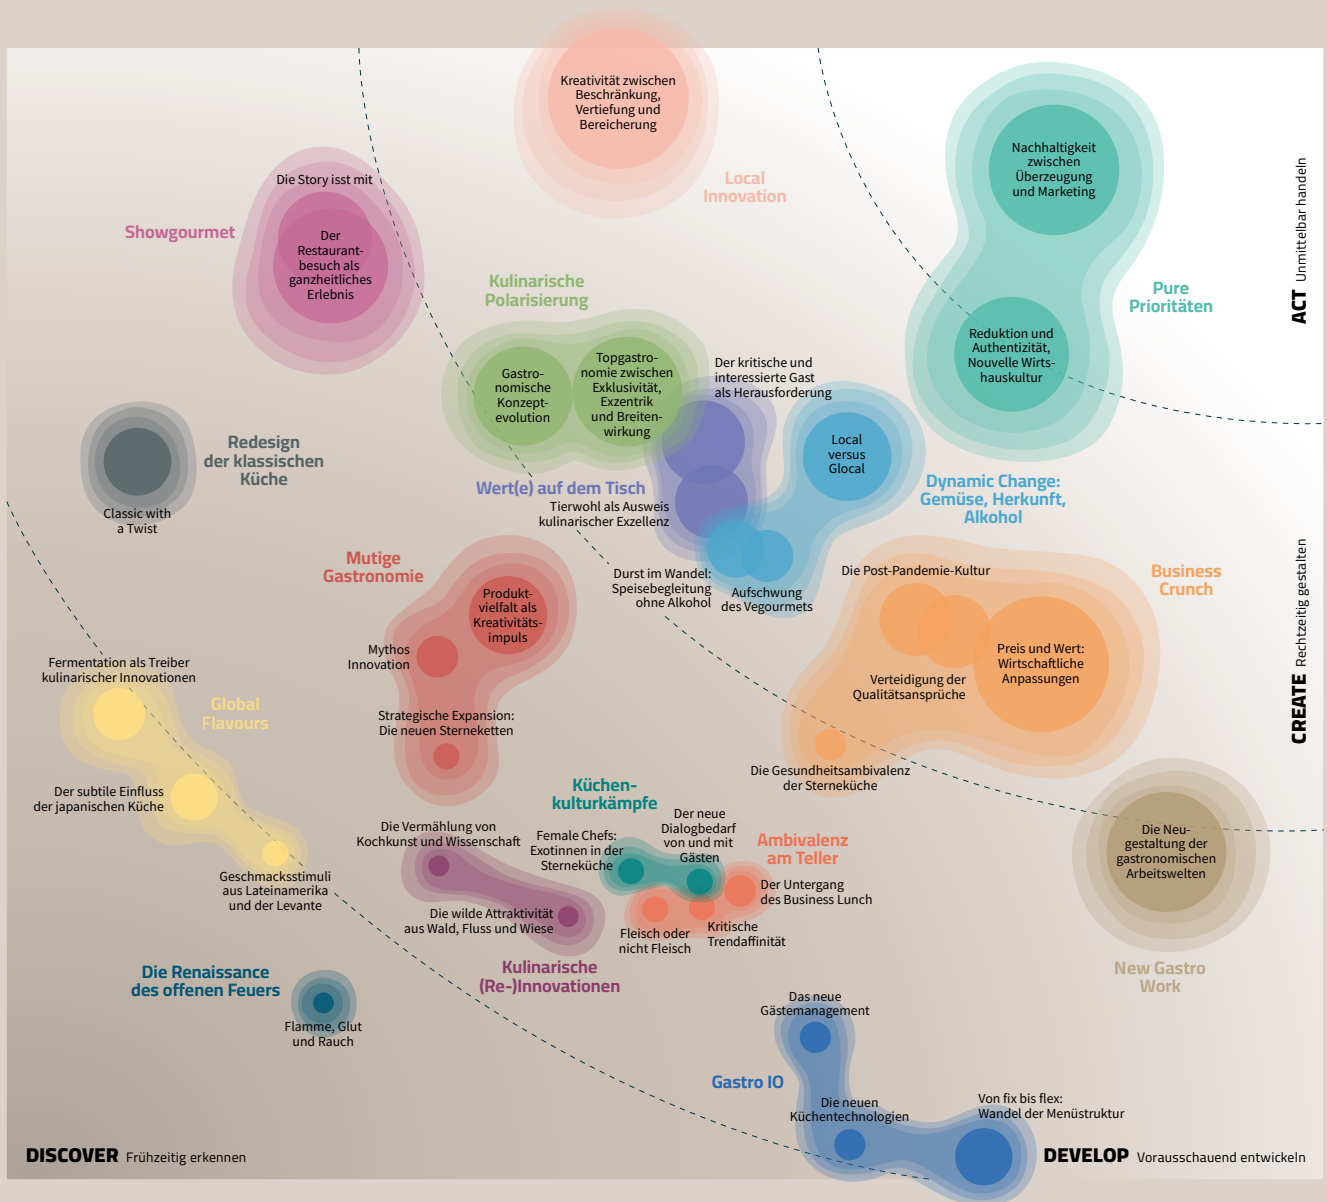 Kreativität zwischen
Beschränkung,
Vertiefung und
Bereicherung
Local
Innovation
Nachhaltigkeit
zwischen
Überzeugung
und Marketing
Reduktion und
Authentizität,
Nouvelle Wirts-
hauskultur
Pure
Prioritäten
ACT Unmittelbar handeln
Die Story isst mit
Showgourmet
Der
Restaurant-
besuch als
ganzheitliches
Erlebnis
Kulinarische
Polarisierung
Gastro-
nomische
Konzept-
evolution
Topgastro-
nomie zwischen
Exklusivität,
Exzentrik
und Breiten-
wirkung
Der kritische und
interessierte Gast
als Herausforderung
Local
versus
Glocal
Redesign
der klassischen
Küche
Classic with
a Twist
Wert(e) auf dem Tisch
Tierwohl als Ausweis
kulinarischer Exzellenz
Dynamic Change:
Gemüse, Herkunft,
Alkohol
Durst im Wandel:
Speisebegleitung
ohne Alkohol
Aufschwung
des Vegourmets
Mutige
Gastronomie
Produkt-
vielfalt als
Kreativitäts-
impuls
Mythos
Innovation
Strategische Expansion:
Die neuen Sterneketten
Die Post-Pandemie-Kultur
Business
Crunch
Preis und Wert:
Wirtschaftliche
Anpassungen
Verteidigung der
Qualitätsansprüche
Die Gesundheitsambivalenz
der Sterneküche
CREATE Rechtzeitig gestalten
Fermentation als Treiber
kulinarischer Innovationen
Global
Flavours
Der subtile Einfluss
der japanischen Küche
Geschmacksstimuli
aus Lateinamerika
und der Levante
Küchen-
kulturkämpfe
Female Chefs:
Exotinnen in der
Sterneküche
Der neue
Dialogbedarf
von und mit
Gästen
Ambivalenz
am Teller
Der Untergang
des Business Lunch
Fleisch oder
nicht Fleisch
Kritische
Trendaffinität
Die Vermählung von
Kochkunst und Wissenschaft
Die wilde Attraktivität
aus Wald, Fluss und Wiese
Kulinarische
(Re-)Innovationen
Die Neu-
gestaltung der
gastronomischen
Arbeitswelten
New Gastro
Work
Die Renaissance
des offenen Feuers
Flamme, Glut
und Rauch
Das neue
Gästemanagement
Gastro IO
Die neuen
Küchentechnologien
Von fix bis flex:
Wandel der Menüstruktur
DISCOVER Frühzeitig erkennen
DEVELOP Vorausschauend entwickeln